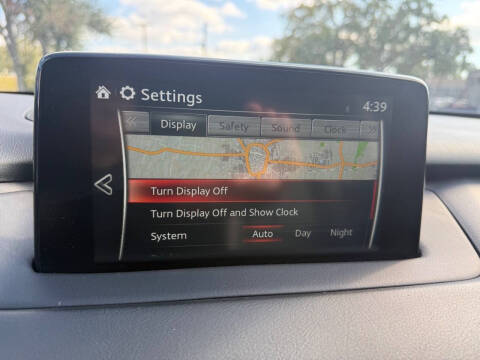 Settings
4:39
Display Safety Sound Clock
Turn Display Off
Turn Display Off and Show Clock
System Auto Day Night